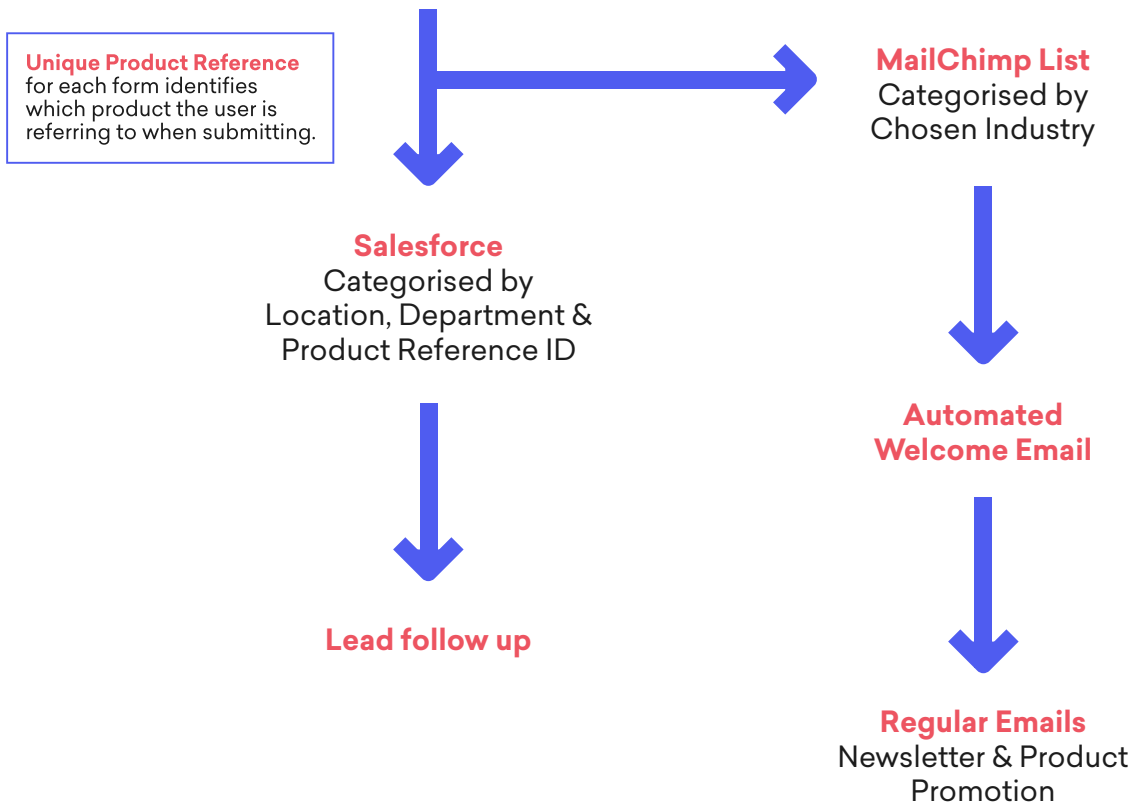 Unique Product Reference
for each form identifies
which product the user is
referring to when submitting.
MailChimp List
Categorised by
Chosen Industry
Salesforce
Categorised by
Location, Department &
Product Reference ID
Automated
Welcome Email
Lead follow up
Regular Emails
Newsletter & Product
Promotion